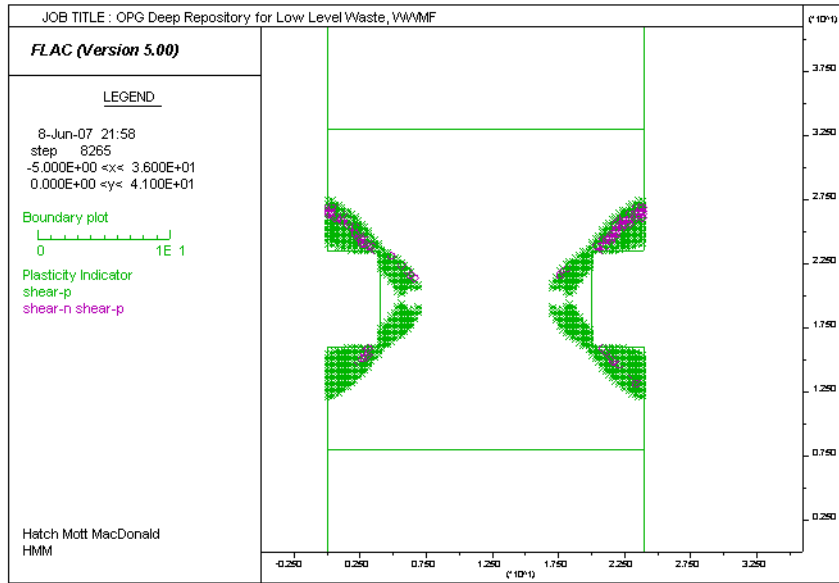 JOB TITLE : OPG Deep Repository for Low Level Waste, WWMF
(*10^1)
FLAC (Version 5.00)
LEGEND
8-Jun-07 21:58
step 8265
-5.000E+00 <x< 3.600E+01
0.000E+00 <y< 4.100E+01
Boundary plot
0 1E 1
Plasticity Indicator
shear-p
shear-n shear-p
Hatch Mott MacDonald
HMM
3.750
3.250
2.750
2.250
1.750
1.250
0.750
0.250
-0.250 0.250 0.750 1.250 1.750 2.250 2.750 3.250
(*10^1)